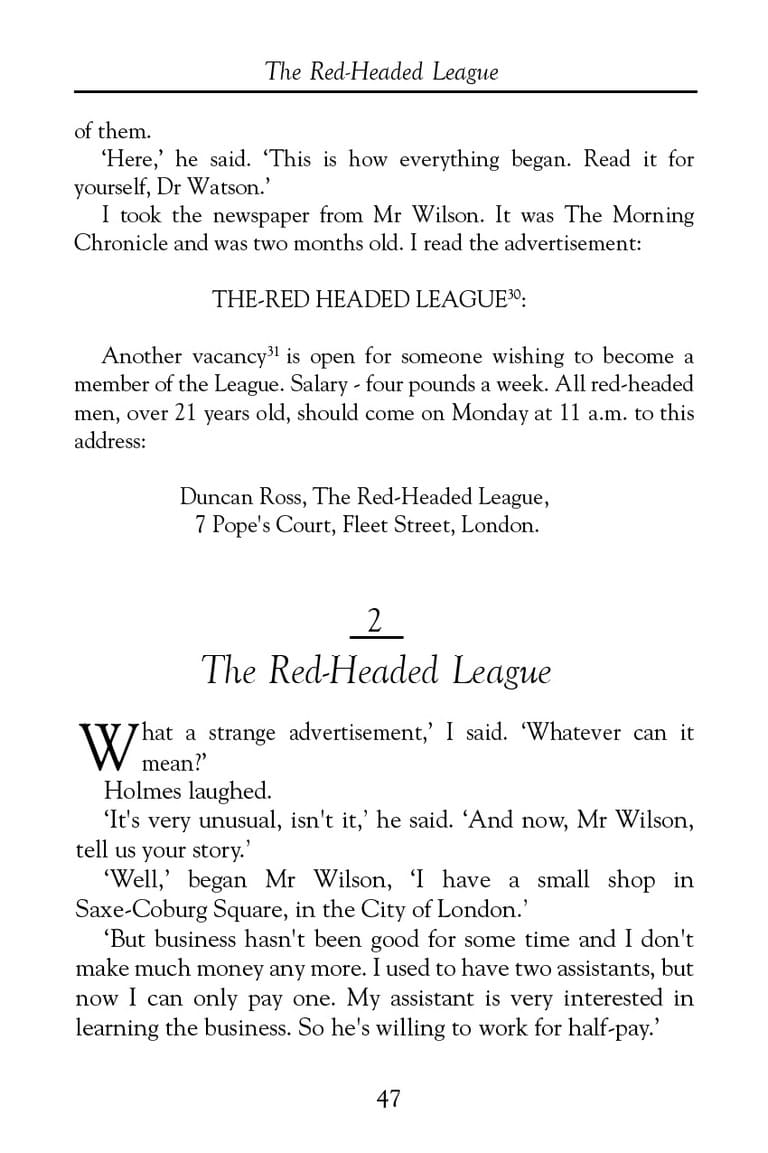 The Red-Headed League
of them.
‘Here,’ he said. ‘This is how everything began. Read it for
yourself, Dr Watson.’
I took the newspaper from Mr Wilson. It was The Morning
Chronicle and was two months old. I read the advertisement:
THE-RED HEADED LEAGUE³⁰:
Another vacancy³¹ is open for someone wishing to become a
member of the League. Salary - four pounds a week. All red-headed
men, over 21 years old, should come on Monday at 11 a.m. to this
address:
Duncan Ross, The Red-Headed League,
7 Pope's Court, Fleet Street, London.
2
The Red-Headed League
What a strange advertisement,’ I said. ‘Whatever can it
mean?’
Holmes laughed.
‘It's very unusual, isn't it,’ he said. ‘And now, Mr Wilson,
tell us your story.’
‘Well,’ began Mr Wilson, ‘I have a small shop in
Saxe-Coburg Square, in the City of London.’
‘But business hasn't been good for some time and I don't
make much money any more. I used to have two assistants, but
now I can only pay one. My assistant is very interested in
learning the business. So he's willing to work for half-pay.’
47